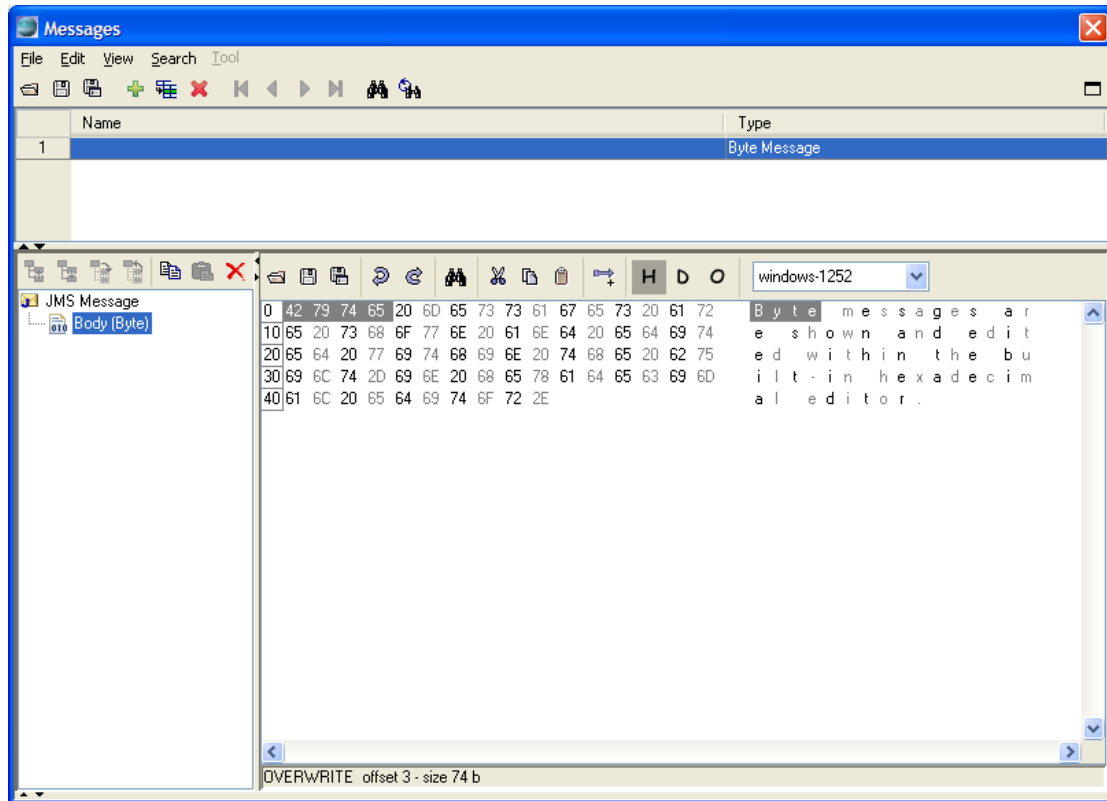 Messages
File Edit View Search Tool
Name Type
1 Byte Message
H D O windows-1252
JMS Message
Body (Byte)
0 42 79 74 65 20 6D 65 73 73 61 67 65 73 20 61 72 Byte messages ar
10 65 20 73 68 6F 77 6E 20 61 6E 64 20 65 64 69 74 e shown and edit
20 65 64 20 77 69 74 68 69 6E 20 74 68 65 20 62 75 ed within the bu
30 69 6C 74 2D 69 6E 20 68 65 78 61 64 65 63 69 6D ilt-in hexadecim
40 61 6C 20 65 64 69 74 6F 72 2E al editor.
OVERWRITE offset 3 - size 74 b